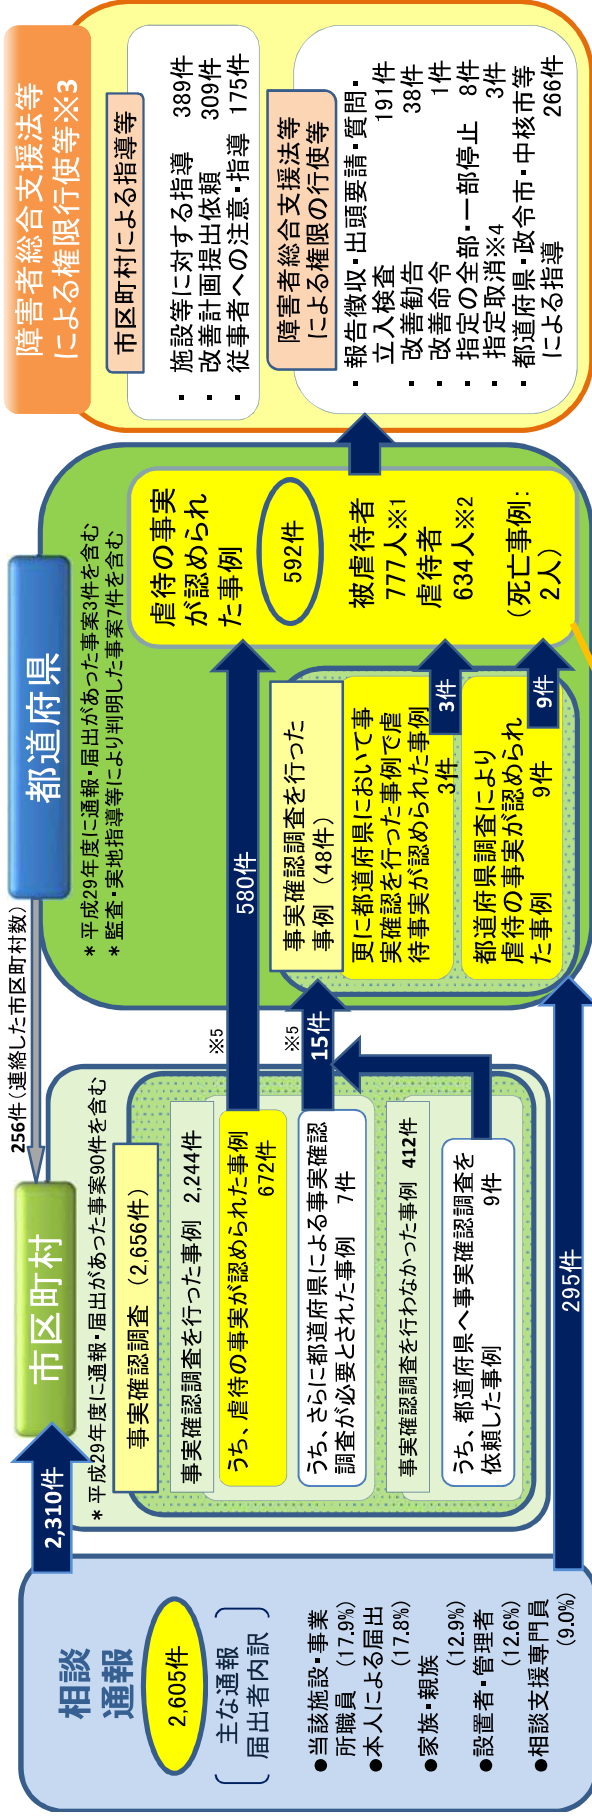 相談
通報
2,605件
主な通報
届出者内訳
●当該施設・事業
所職員 (17.9%)
●本人による届出
(17.8%)
●家族・親族
(12.9%)
●設置者・管理者
(12.6%)
●相談支援専門員
(9.0%)
2,310件
295件
市区町村
256件(連絡した市区町村数)
*平成29年度に通報・届出があった事案90件を含む
事実確認調査 (2,656件)
事実確認調査を行った事例 2,244件
うち、虐待の事実が認められた事例
672件
うち、さらに都道府県による事実確認
調査が必要とされた事例 7件
事実確認調査を行わなかった事例 412件
うち、都道府県へ事実確認調査を
依頼した事例 9件
※5
580件
※5
15件
都道府県
*平成29年度に通報・届出があった事案3件を含む
*監査・実地指導等により判明した事案7件を含む
事実確認調査を行った
事例 (48件)
更に都道府県において事
実確認を行った事例で虐
待事実が認められた事例
3件
3件
都道府県調査により
虐待の事実が認められ
た事例 9件
9件
虐待の事実
が認められ
た事例
592件
被虐待者
777人※1
虐待者
634人※2
(死亡事例:
2人)
障害者総合支援法等
による権限行使等※3
市区町村による指導等
・ 施設等に対する指導 389件
・ 改善計画提出依頼 309件
・ 従事者への注意・指導 175件
障害者総合支援法等
による権限の行使等
・ 報告徴収・出頭要請・質問・
立入検査 191件
・ 改善勧告 38件
・ 改善命令 1件
・ 指定の全部・一部停止 8件
・ 指定取消※4 3件
・ 都道府県・政令市・中核市等
による指導 266件